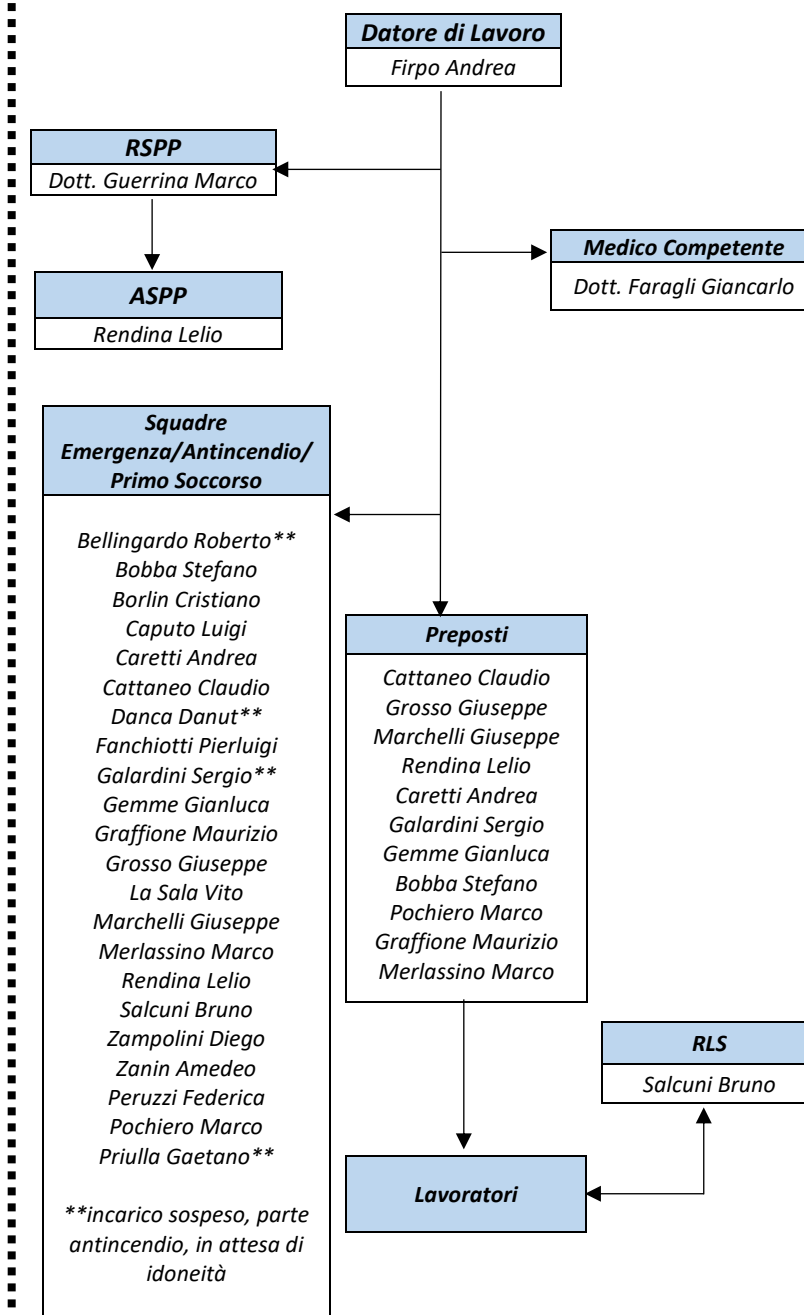 Datore di Lavoro
Firpo Andrea
RSPP
Dott. Guerrina Marco
Medico Competente
Dott. Faragli Giancarlo
ASPP
Rendina Lelio
Squadre
Emergenza/Antincendio/
Primo Soccorso
Bellingardo Roberto**
Bobba Stefano
Borlin Cristiano
Caputo Luigi
Caretti Andrea
Cattaneo Claudio
Danca Danut**
Fanchiotti Pierluigi
Galardini Sergio**
Gemme Gianluca
Graffione Maurizio
Grosso Giuseppe
La Sala Vito
Marchelli Giuseppe
Merlassino Marco
Rendina Lelio
Salcuni Bruno
Zampolini Diego
Zanin Amedeo
Peruzzi Federica
Pochiero Marco
Priulla Gaetano**
**incarico sospeso, parte
antincendio, in attesa di
idoneità
Preposti
Cattaneo Claudio
Grosso Giuseppe
Marchelli Giuseppe
Rendina Lelio
Caretti Andrea
Galardini Sergio
Gemme Gianluca
Bobba Stefano
Pochiero Marco
Graffione Maurizio
Merlassino Marco
RLS
Salcuni Bruno
Lavoratori